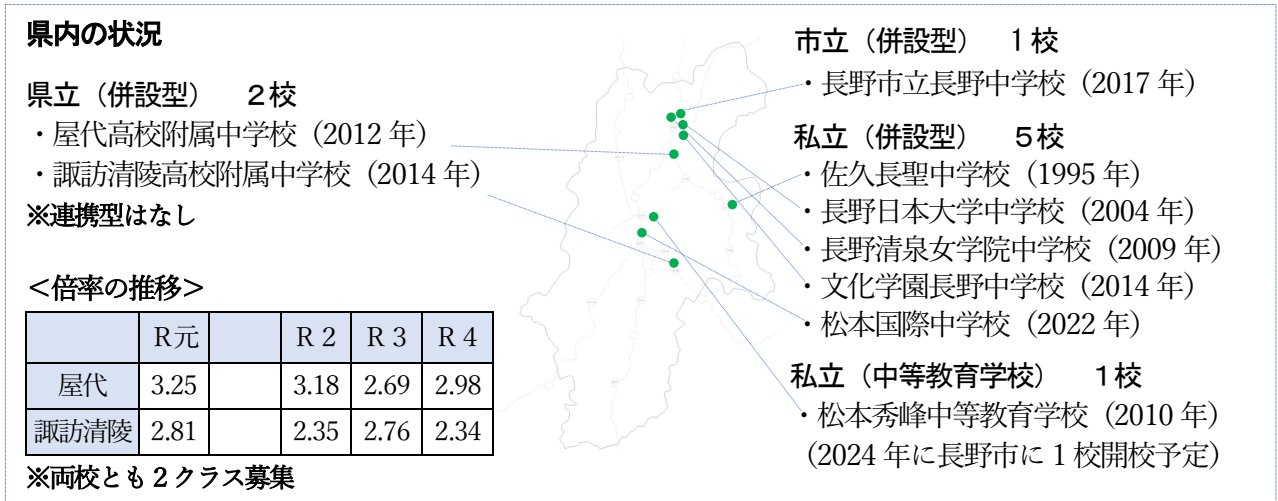 県内の状況
県立（併設型）　２校
・屋代高校附属中学校（2012 年）
・諏訪清陵高校附属中学校（2014 年）
※連携型はなし
＜倍率の推移＞
R元 R２ R３ R４
屋代 3.25 3.18 2.69 2.98
諏訪清陵 2.81 2.35 2.76 2.34
※両校とも２クラス募集
市立（併設型）　１校
・長野市立長野中学校（2017 年）
私立（併設型）　５校
・佐久長聖中学校（1995 年）
・長野日本大学中学校（2004 年）
・長野清泉女学院中学校（2009 年）
・文化学園長野中学校（2014 年）
・松本国際中学校（2022 年）
私立（中等教育学校）　１校
・松本秀峰中等教育学校（2010 年）
（2024 年に長野市に１校開校予定）